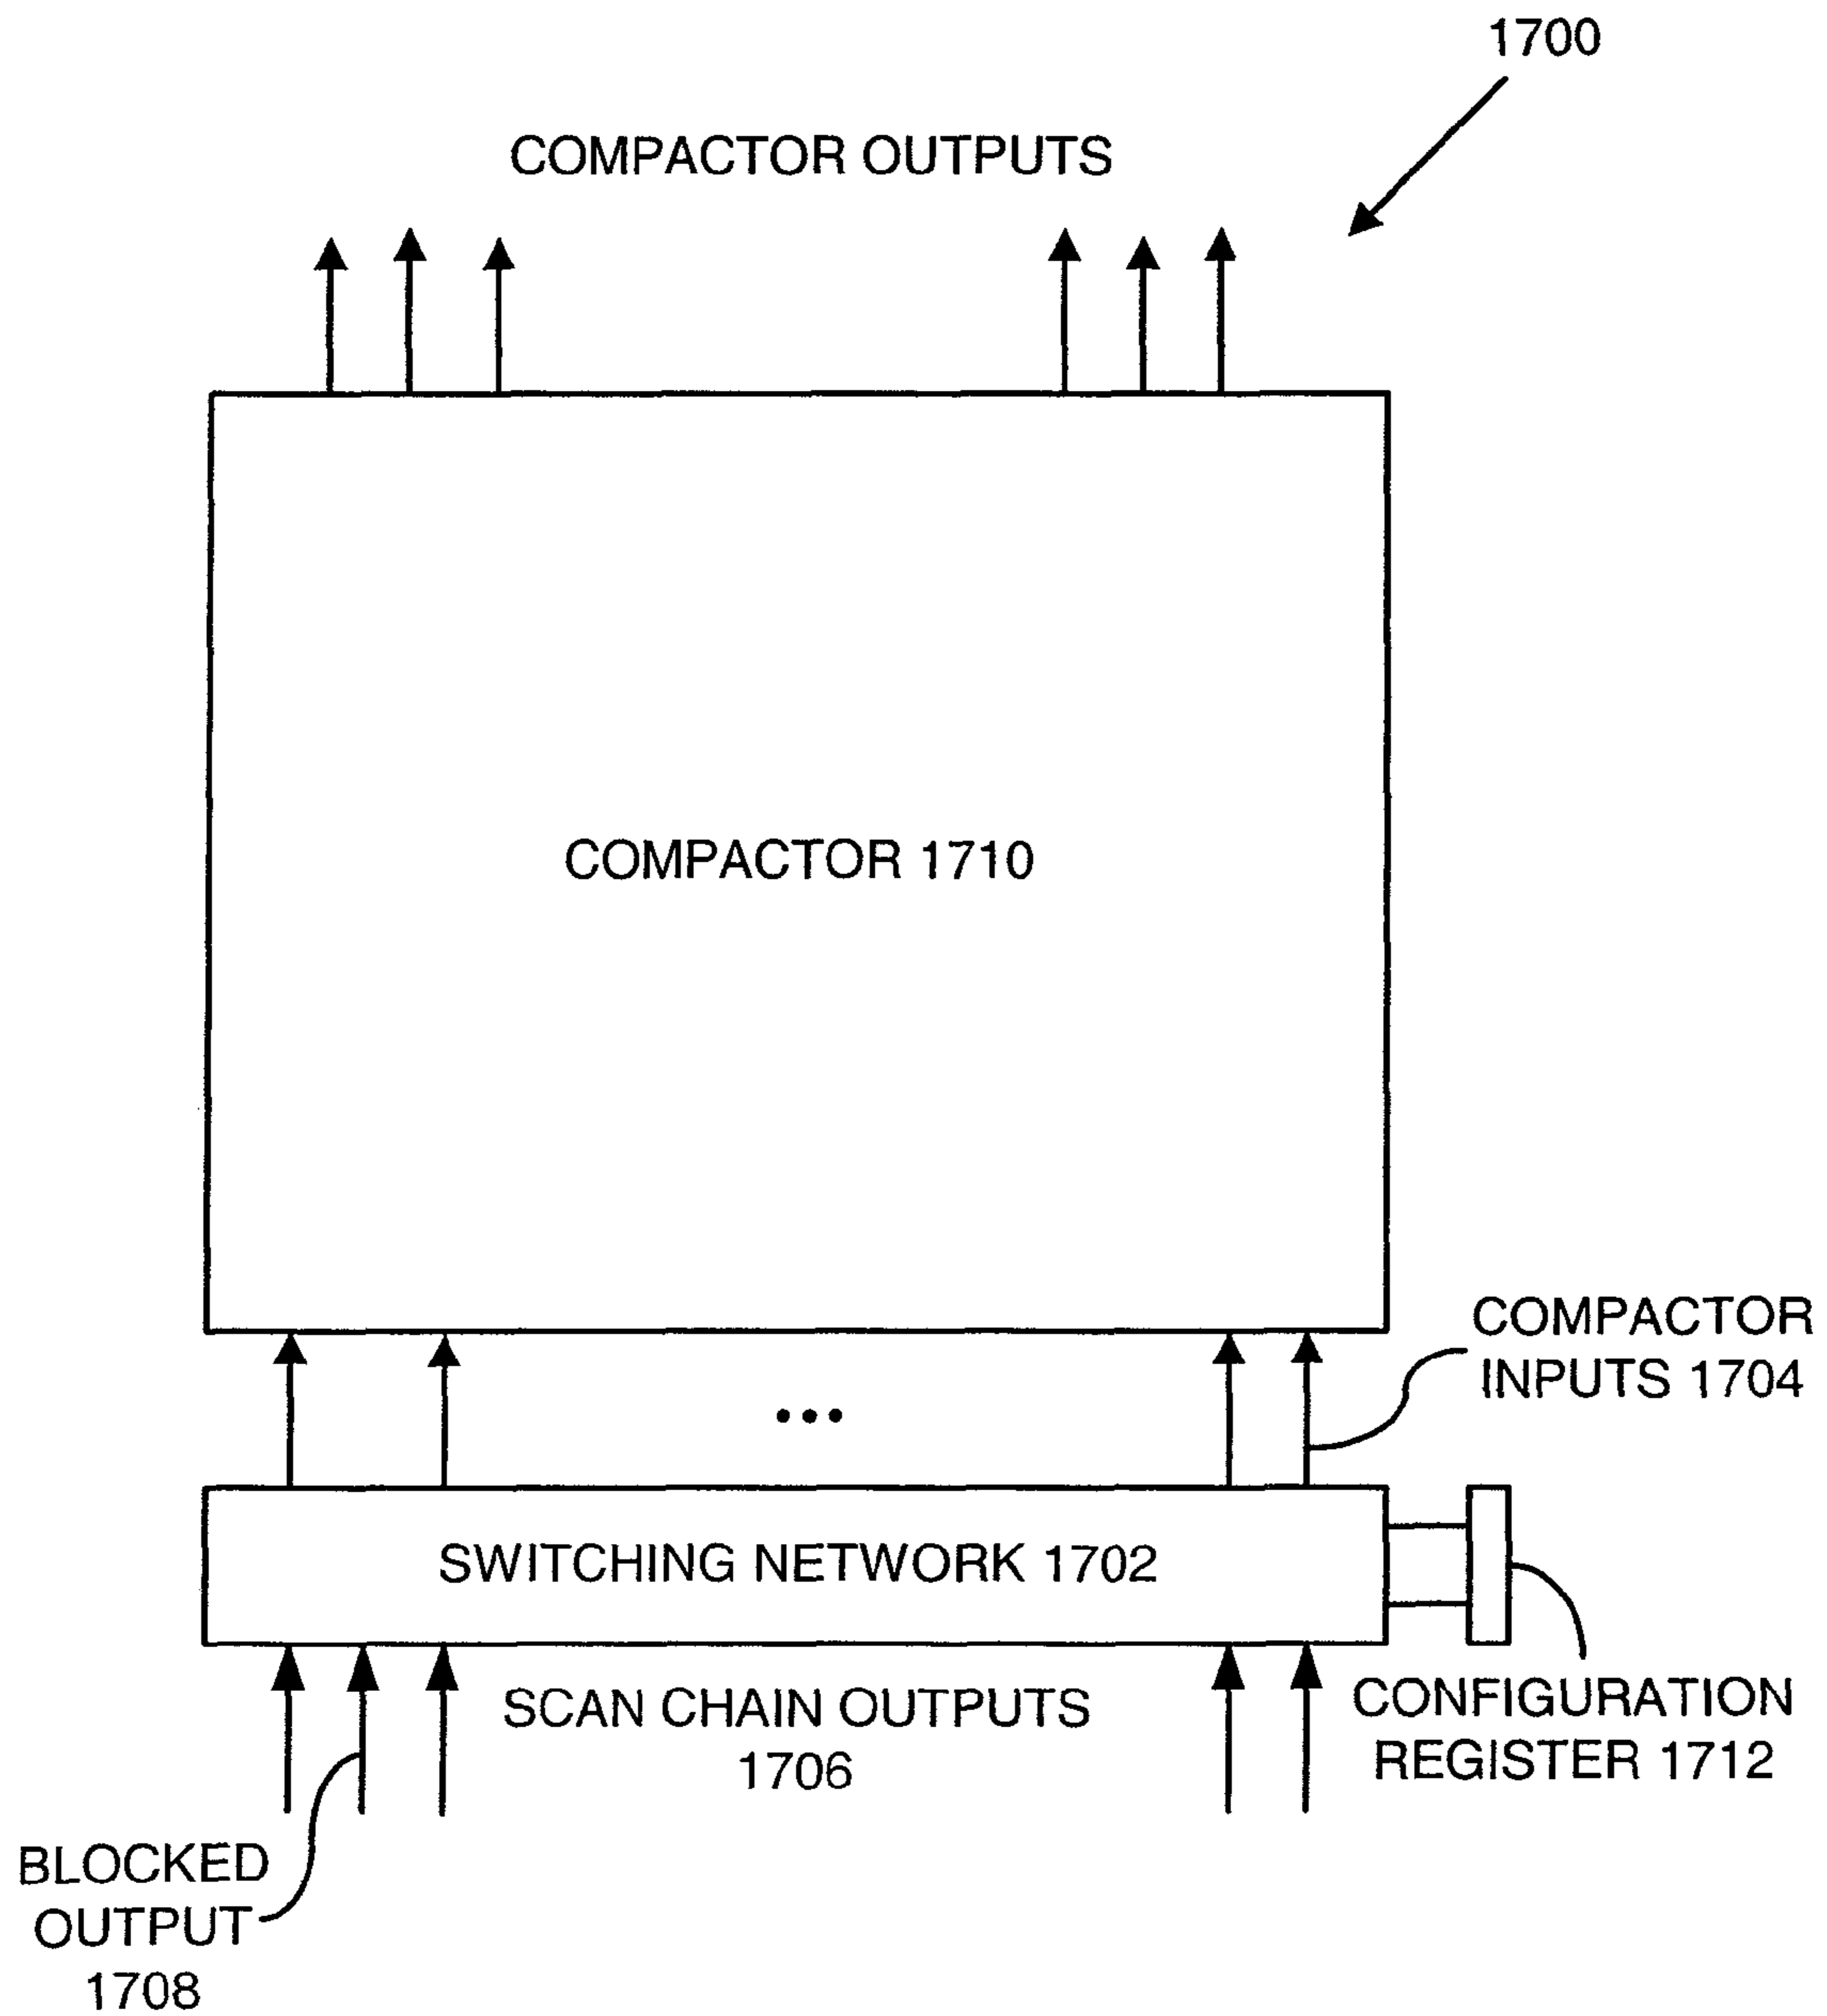 1700
COMPACTOR OUTPUTS
COMPACTOR 1710
COMPACTOR
INPUTS 1704
•••
SWITCHING NETWORK 1702
SCAN CHAIN OUTPUTS
1706
CONFIGURATION
REGISTER 1712
BLOCKED
OUTPUT
1708